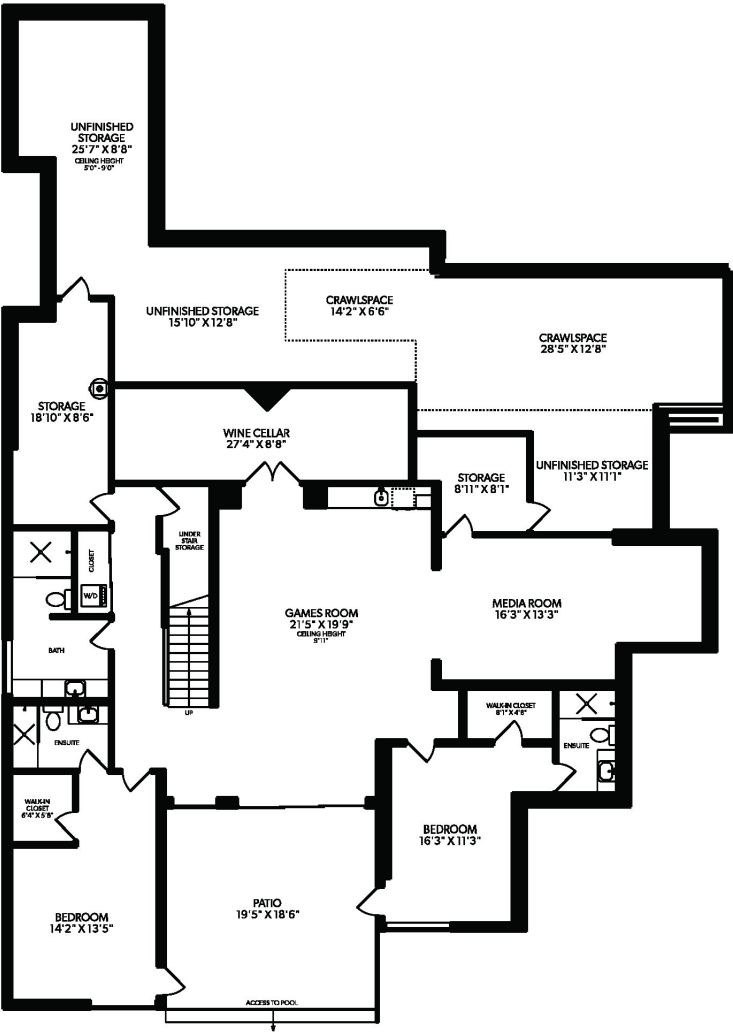 UNFINISHED
STORAGE
25'7" X 8'8"
CEILING HEIGHT
5'0" - 9'0"
UNFINISHED STORAGE
15'10" X 12'8"
CRAWLSPACE
14'2" X 6'6"
CRAWLSPACE
28'5" X 12'8"
STORAGE
18'10" X 8'6"
WINE CELLAR
27'4" X 8'8"
STORAGE
8'11" X 8'1"
UNFINISHED STORAGE
11'3" X 11'1"
UNDER
STAIR
STORAGE
CLOSET
W/D
GAMES ROOM
21'5" X 19'9"
CEILING HEIGHT
9'11"
MEDIA ROOM
16'3" X 13'3"
BATH
UP
WALK-IN CLOSET
8'1" X 4'8"
ENSUITE
ENSUITE
WALK-IN
CLOSET
6'4" X 5'8"
BEDROOM
16'3" X 11'3"
PATIO
19'5" X 18'6"
BEDROOM
14'2" X 13'5"
ACCESS TO POOL